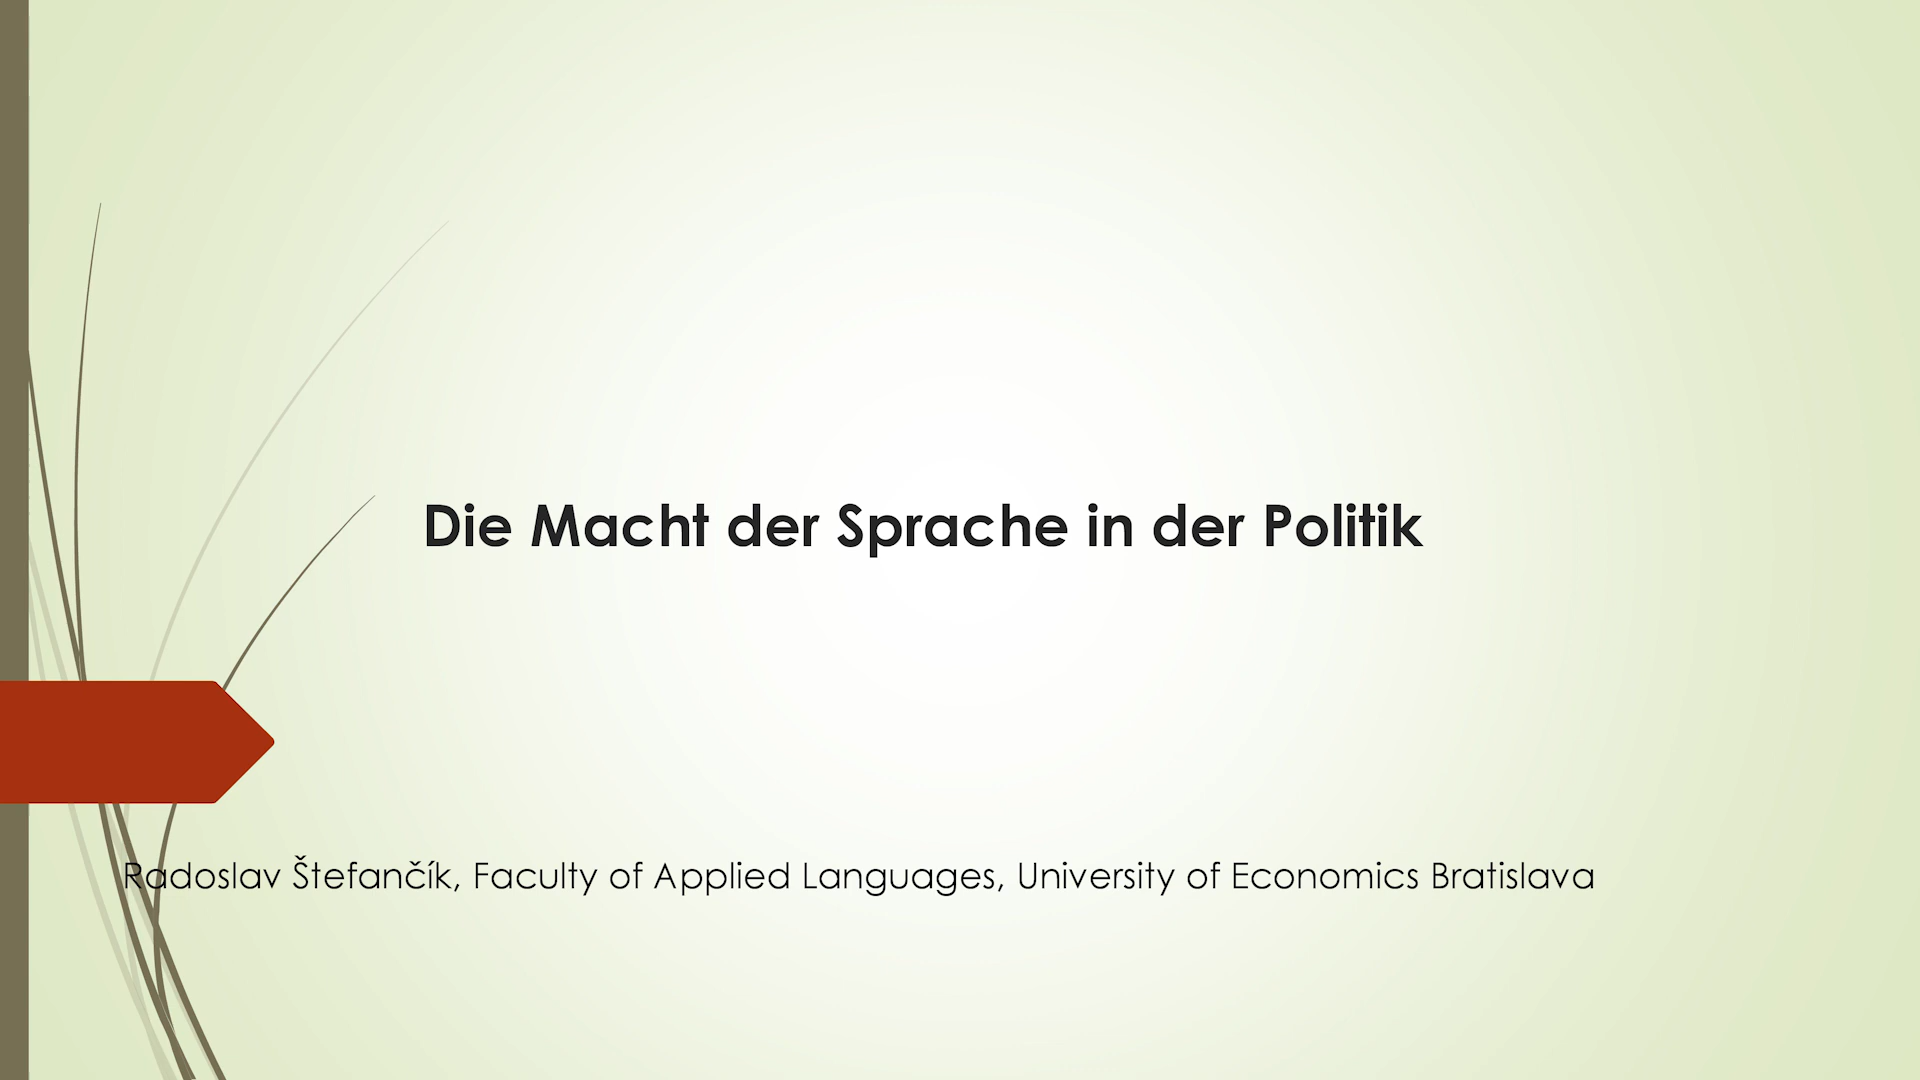 Die Macht der Sprache in der Politik
Radoslav Štefančík, Faculty of Applied Languages, University of Economics Bratislava